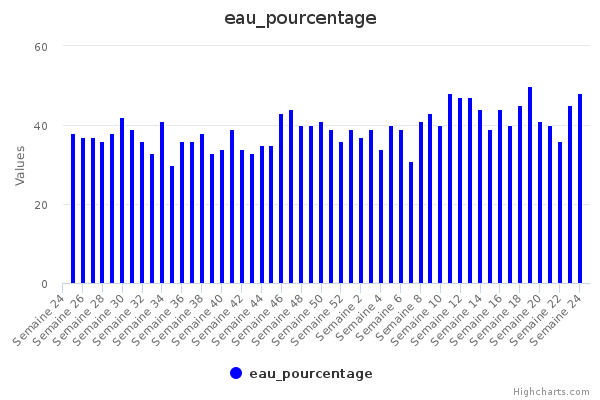 eau_pourcentage
60
40
20
0
Values
Semaine 24
Semaine 26
Semaine 28
Semaine 30
Semaine 32
Semaine 34
Semaine 36
Semaine 38
Semaine 40
Semaine 42
Semaine 44
Semaine 46
Semaine 48
Semaine 50
Semaine 52
Semaine 2
Semaine 4
Semaine 6
Semaine 8
Semaine 10
Semaine 12
Semaine 14
Semaine 16
Semaine 18
Semaine 20
Semaine 22
Semaine 24
eau_pourcentage
Highcharts.com